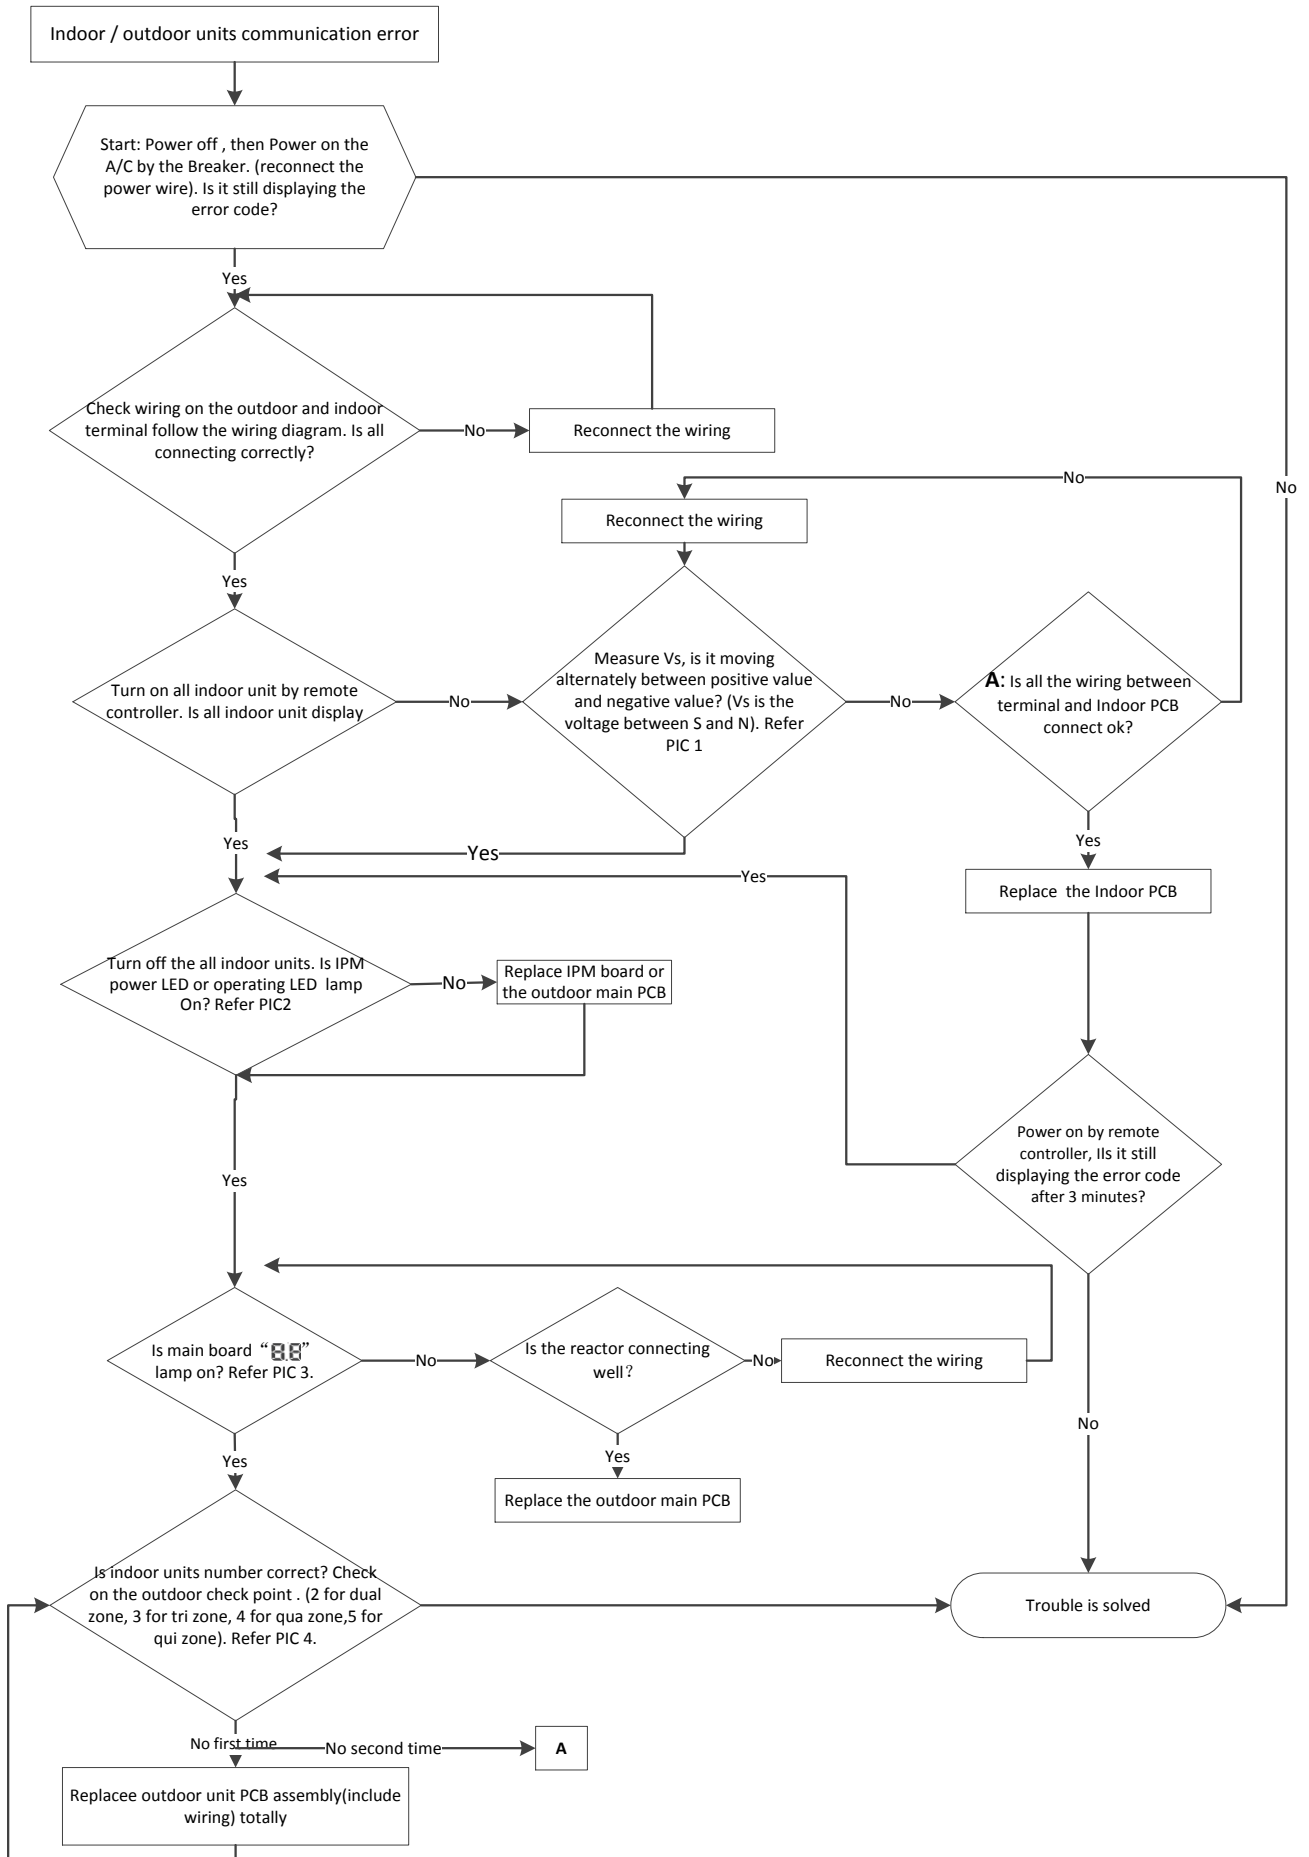 Indoor / outdoor units communication error
Start: Power off , then Power on the
A/C by the Breaker. (reconnect the
power wire). Is it still displaying the
error code?
Yes
No
Check wiring on the outdoor and indoor
terminal follow the wiring diagram. Is all
connecting correctly?
No
Reconnect the wiring
Yes
No
Reconnect the wiring
Turn on all indoor unit by remote
controller. Is all indoor unit display
No
Measure Vs, is it moving
alternately between positive value
and negative value? (Vs is the
voltage between S and N). Refer
PIC 1
No
A: Is all the wiring between
terminal and Indoor PCB
connect ok?
Yes
Yes
Yes
Yes
Replace the Indoor PCB
Turn off the all indoor units. Is IPM
power LED or operating LED lamp
On? Refer PIC2
No
Replace IPM board or
the outdoor main PCB
Power on by remote
controller, IIs it still
displaying the error code
after 3 minutes?
Yes
Is main board “8.8”
lamp on? Refer PIC 3.
No
Is the reactor connecting
well?
No
Reconnect the wiring
No
Yes
Yes
Replace the outdoor main PCB
Is indoor units number correct? Check
on the outdoor check point . (2 for dual
zone, 3 for tri zone, 4 for qua zone,5 for
qui zone). Refer PIC 4.
Trouble is solved
No first time
No second time
A
Replacee outdoor unit PCB assembly(include
wiring) totally